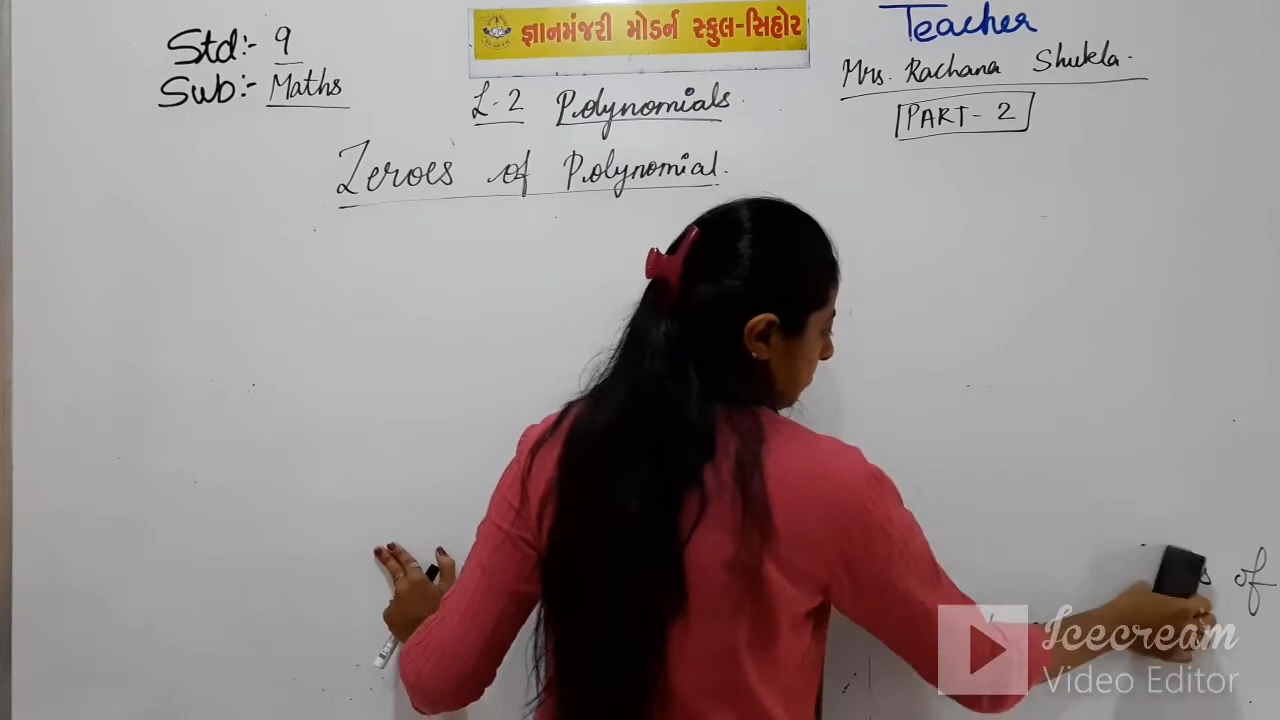 Std:- 9
Sub:- Maths
જ્ઞાનમંજરી મોડર્ન સ્કુલ-સિહોર
Teacher
Mrs. Rachana Shukla.
L-2 Polynomials.
PART-2
Zeroes of Polynomial.
of
Icecream
Video Editor